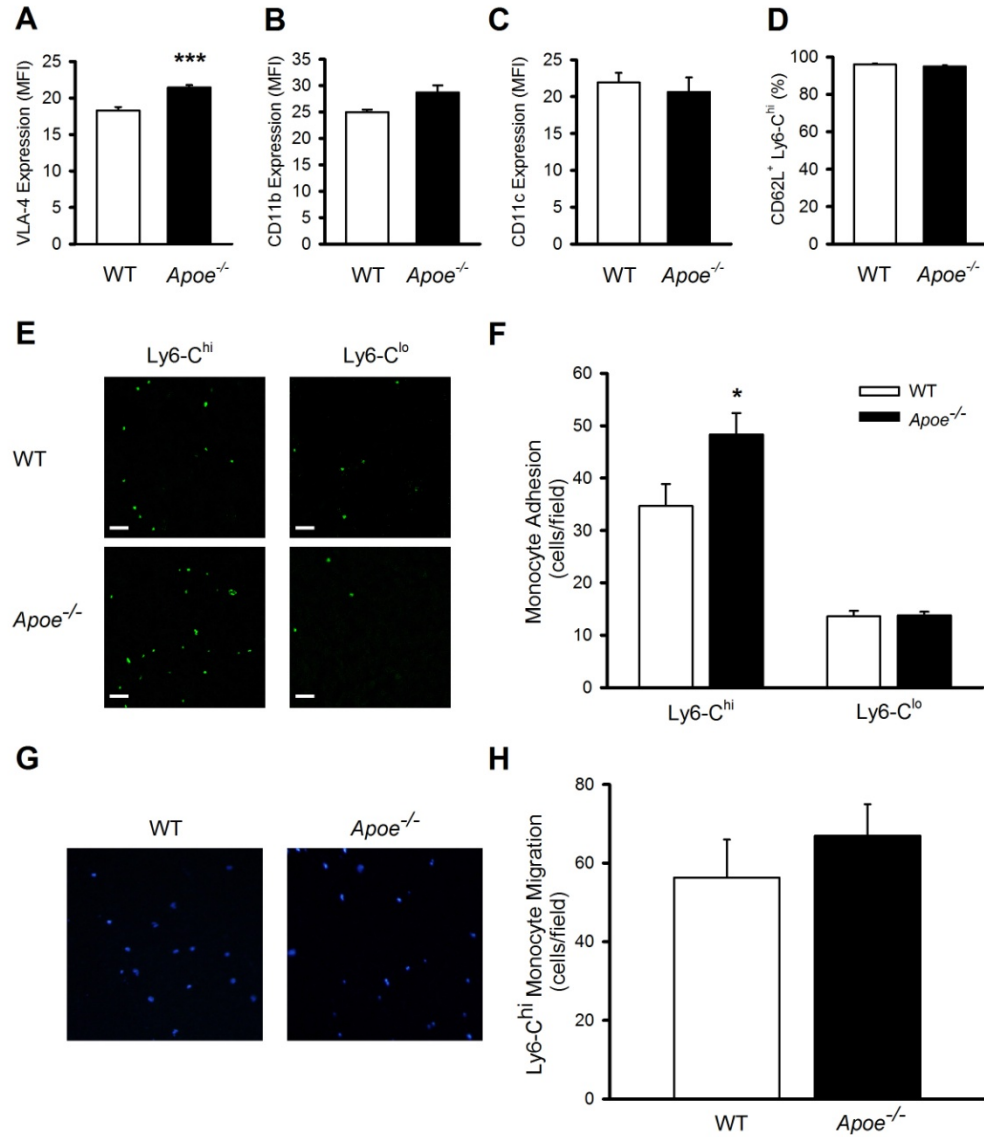 A
VLA-4 Expression (MFI)
25
20
15
10
5
0
***
WT
Apoe-/-
B
CD11b Expression (MFI)
35
30
25
20
15
10
5
0
WT
Apoe-/-
C
CD11c Expression (MFI)
25
20
15
10
5
0
WT
Apoe-/-
D
CD62L+ Ly6-Chi (%)
100
80
60
40
20
0
WT
Apoe-/-
E
Ly6-Chi
Ly6-Clo
WT
Apoe-/-
F
Monocyte Adhesion
(cells/field)
60
50
40
30
20
10
0
*
WT
Apoe-/-
Ly6-Chi
Ly6-Clo
G
WT
Apoe-/-
H
Ly6-Chi Monocyte Migration
(cells/field)
80
60
40
20
0
WT
Apoe-/-